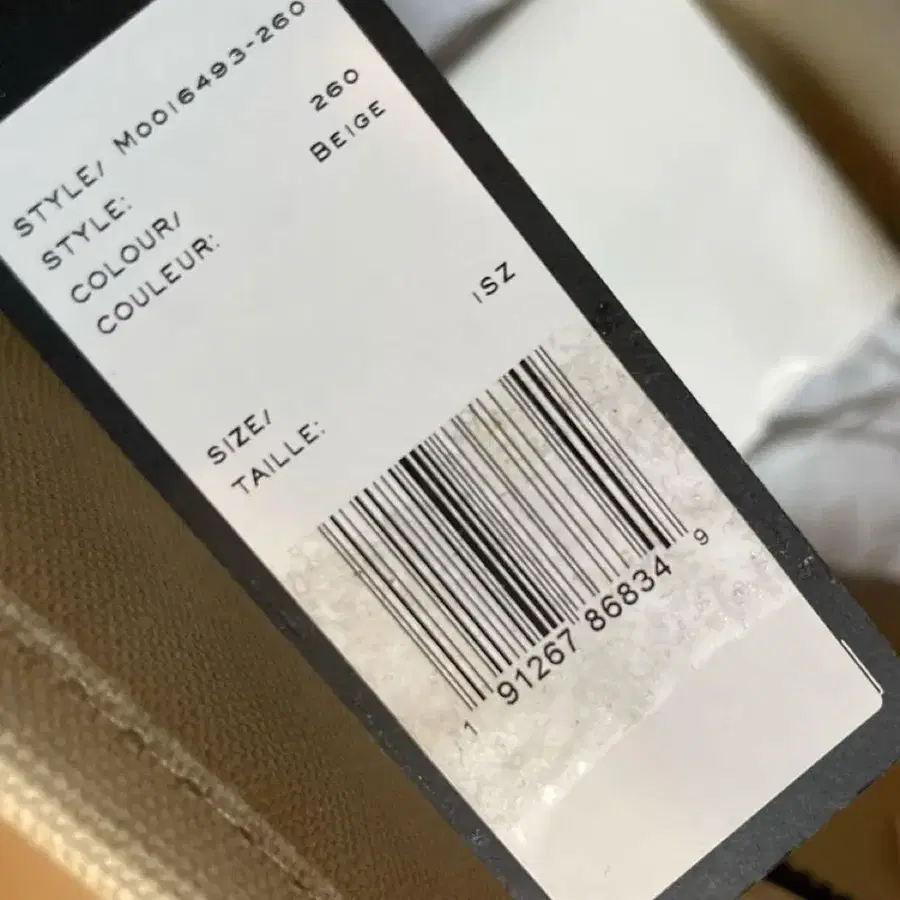 STYLE/ M0016493-260
STYLE:
COLOUR/ 260
COULEUR: BEIGE
SIZE/ 1SZ
TAILLE:
1 91267 86834 9